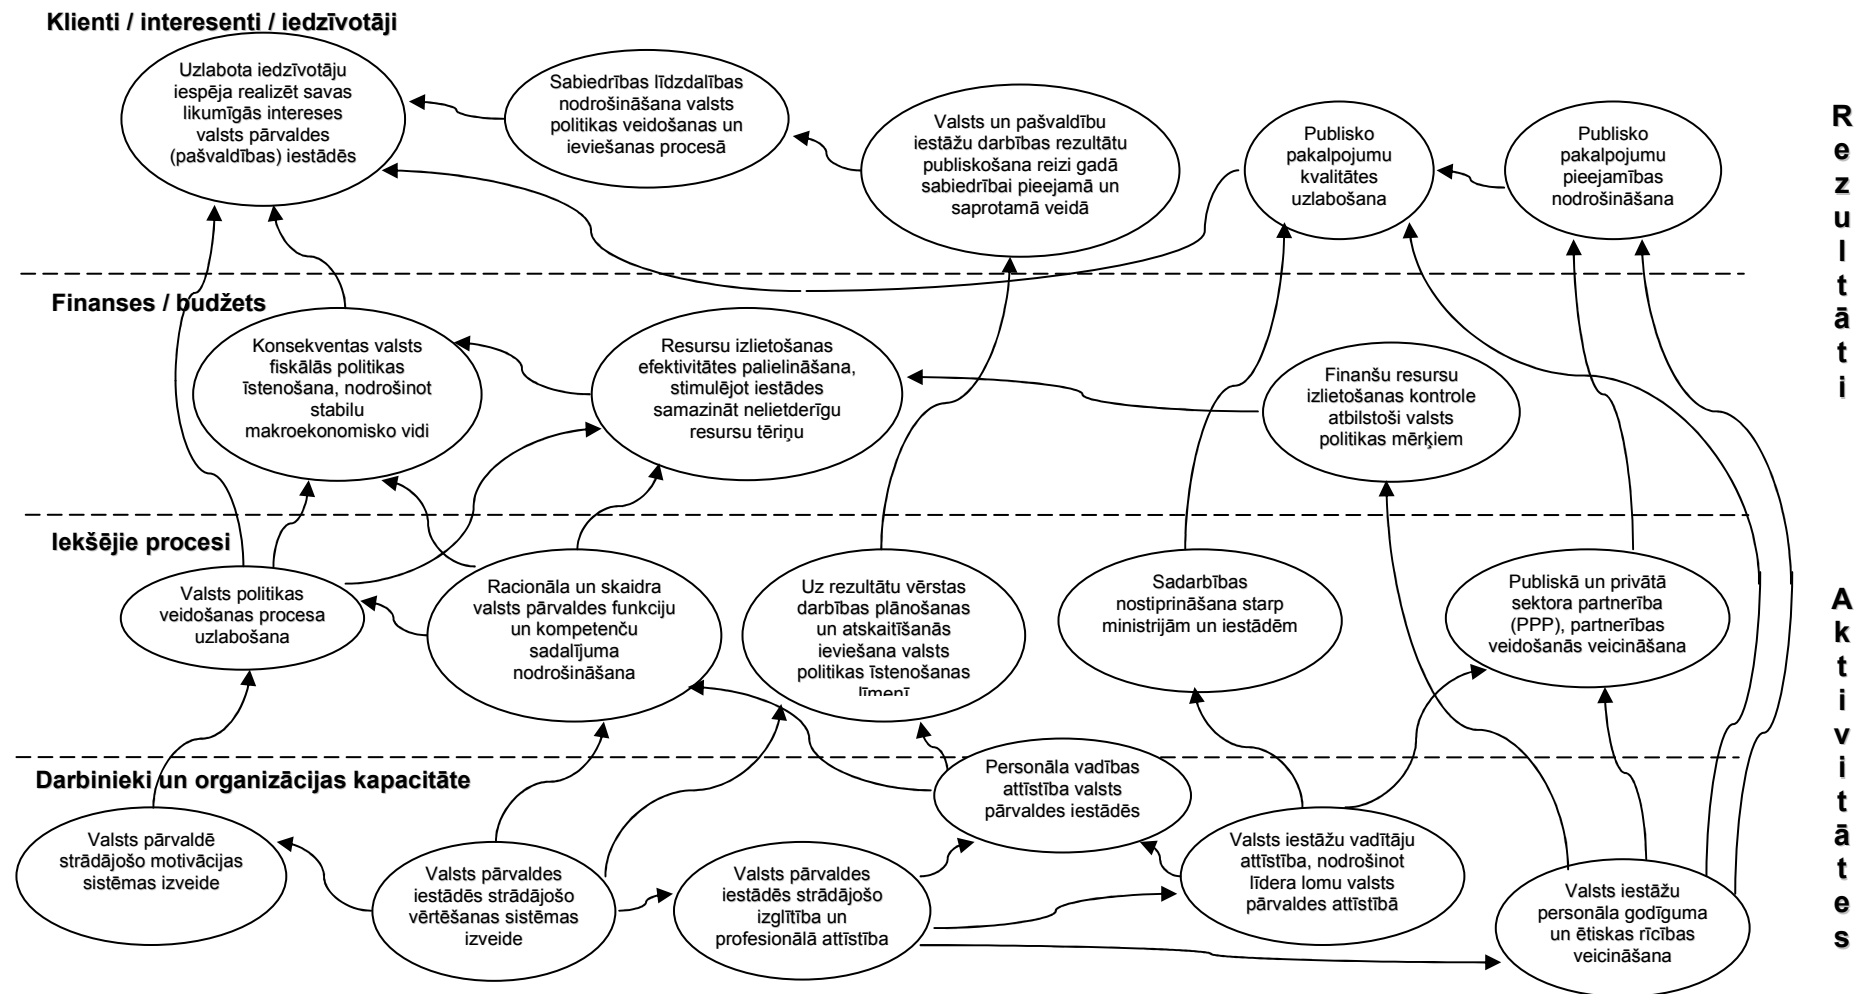 Klienti / interesenti / iedzīvotāji
Uzlabota iedzīvotāju
iespēja realizēt savas
likumīgās intereses
valsts pārvaldes
(pašvaldības) iestādēs
Sabiedrības līdzdalības
nodrošināšana valsts
politikas veidošanas un
ieviešanas procesā
Valsts un pašvaldību
iestāžu darbības rezultātu
publiskošana reizi gadā
sabiedrībai pieejamā un
saprotamā veidā
Publisko
pakalpojumu
kvalitātes
uzlabošana
Publisko
pakalpojumu
pieejamības
nodrošināšana
Rezultāti
Finanses / budžets
Konsekventas valsts
fiskālās politikas
īstenošana, nodrošinot
stabilu
makroekonomisko vidi
Resursu izlietošanas
efektivitātes palielināšana,
stimulējot iestādes
samazināt nelietderīgu
resursu tēriņu
Finanšu resursu
izlietošanas kontrole
atbilstoši valsts
politikas mērķiem
Iekšējie procesi
Valsts politikas
veidošanas procesa
uzlabošana
Racionāla un skaidra
valsts pārvaldes funkciju
un kompetenču
sadalījuma
nodrošināšana
Uz rezultātu vērstas
darbības plānošanas
un atskaitīšanās
ieviešana valsts
politikas īstenošanas
līmenī
Sadarbības
nostiprināšana starp
ministrijām un iestādēm
Publiskā un privātā
sektora partnerība
(PPP), partnerības
veidošanās veicināšana
Aktivitātes
Darbinieki un organizācijas kapacitāte
Valsts pārvaldē
strādājošo motivācijas
sistēmas izveide
Valsts pārvaldes
iestādēs strādājošo
vērtēšanas sistēmas
izveide
Valsts pārvaldes
iestādēs strādājošo
izglītība un
profesionālā attīstība
Personāla vadības
attīstība valsts
pārvaldes iestādēs
Valsts iestāžu vadītāju
attīstība, nodrošinot
līdera lomu valsts
pārvaldes attīstībā
Valsts iestāžu
personāla godīguma
un ētiskas rīcības
veicināšana